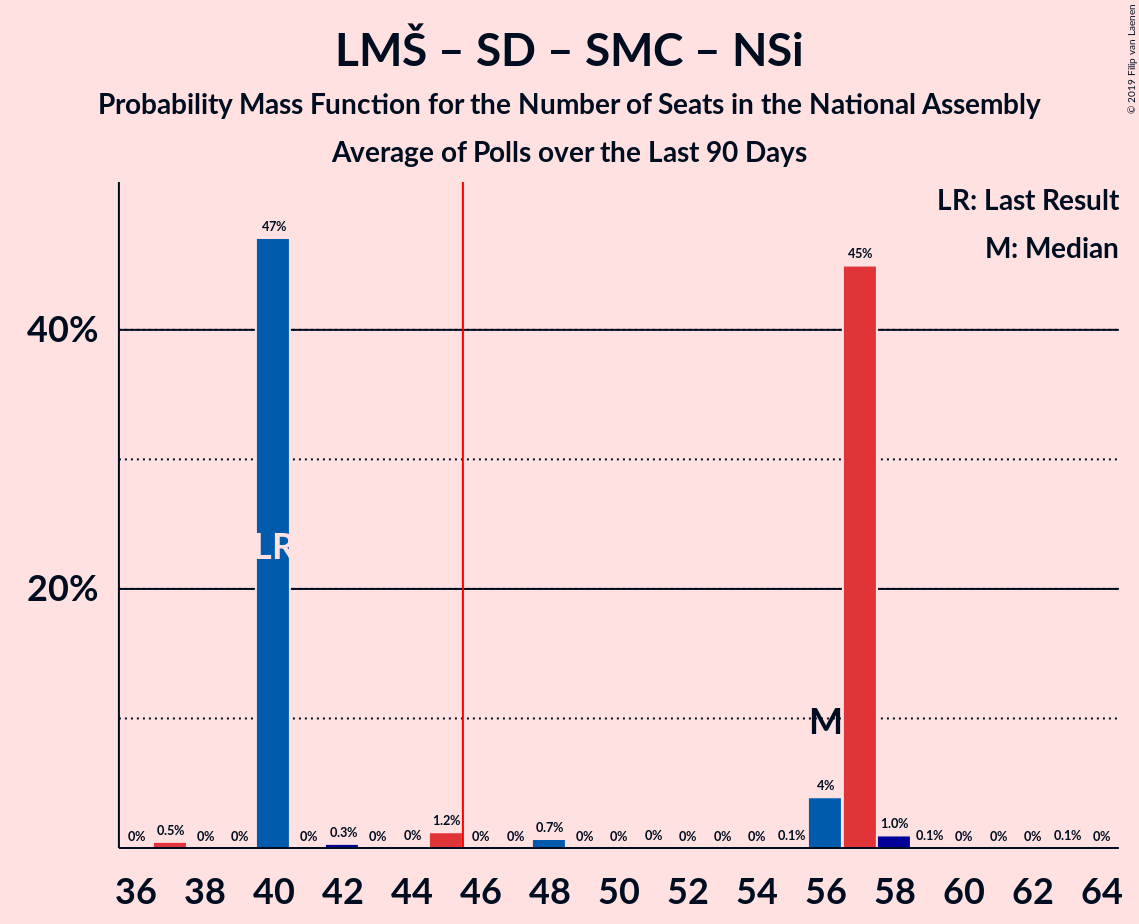 LMŠ – SD – SMC – NSi
Probability Mass Function for the Number of Seats in the National Assembly
Average of Polls over the Last 90 Days
© 2019 Filip van Laenen
LR: Last Result
M: Median
47%
45%
40%
LR
20%
M
4%
0% 0.5% 0% 0% 0% 0.3% 0% 0% 1.2% 0% 0% 0.7% 0% 0% 0% 0% 0% 0% 0.1% 1.0% 0.1% 0% 0% 0% 0.1% 0%
36 38 40 42 44 46 48 50 52 54 56 58 60 62 64